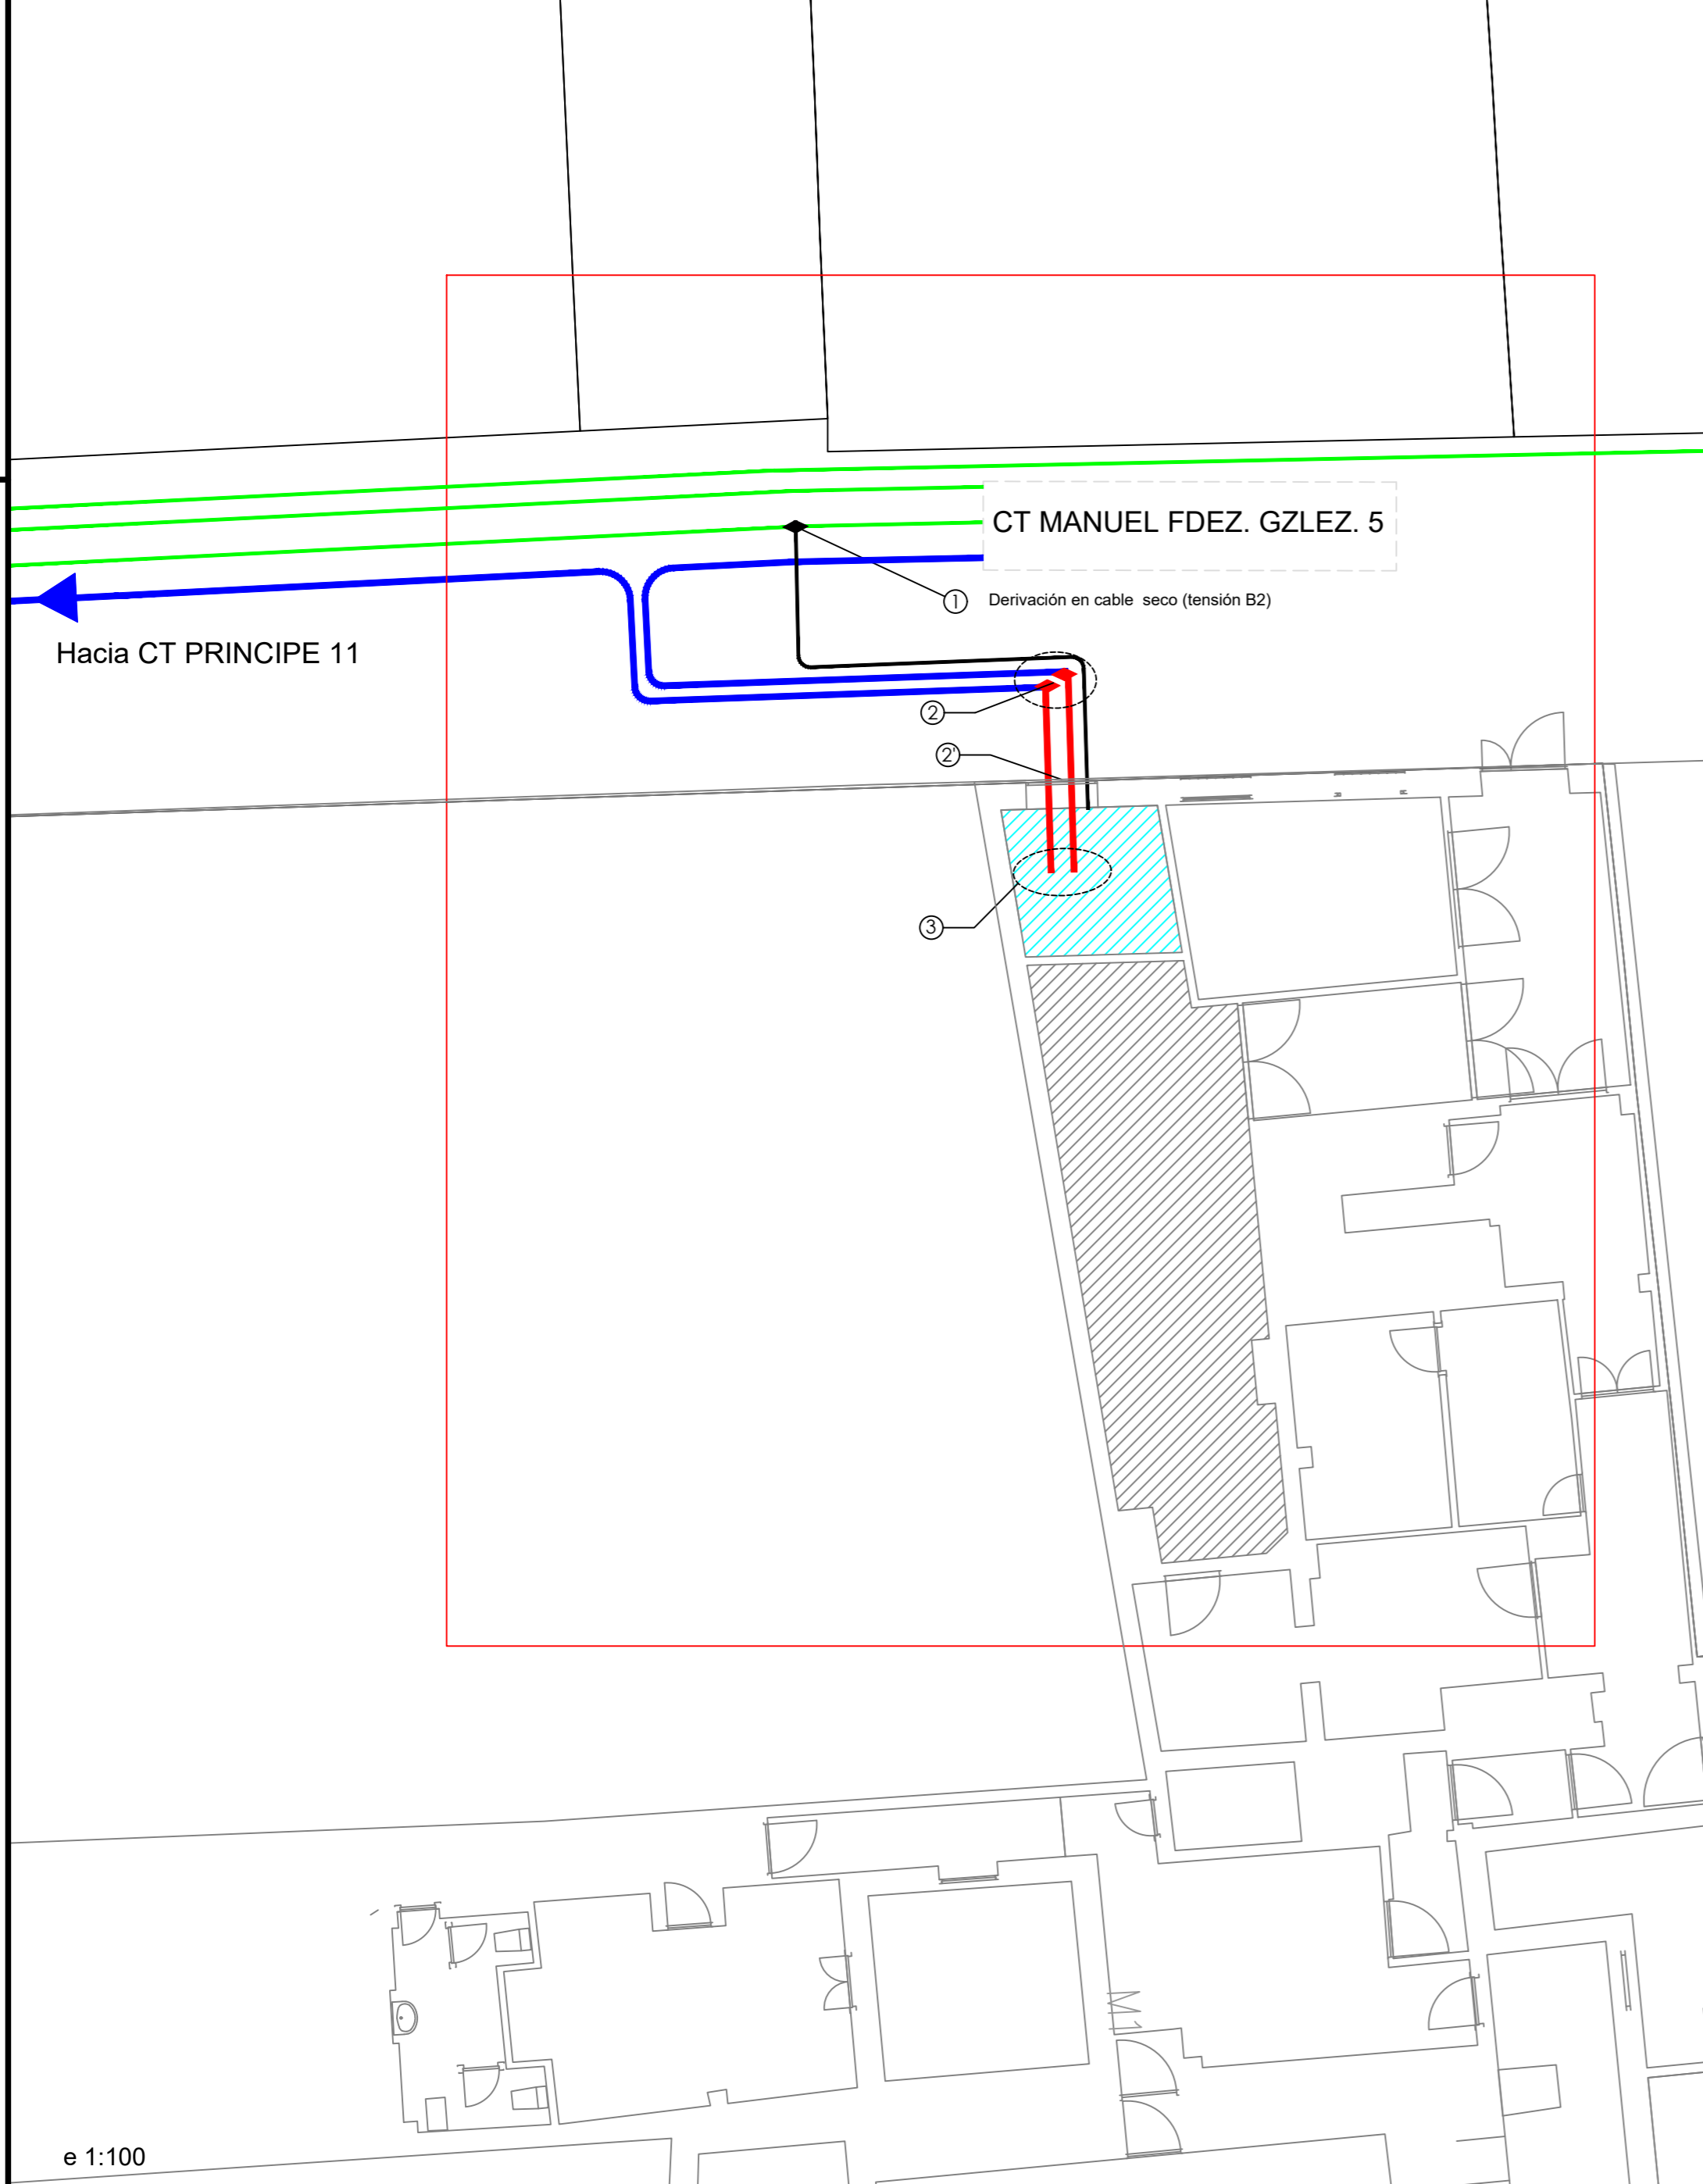 CT MANUEL FDEZ. GZLEZ. 5
1 Derivación en cable seco (tensión B2)
Hacia CT PRINCIPE 11
2
2'
3
M1
e 1:100